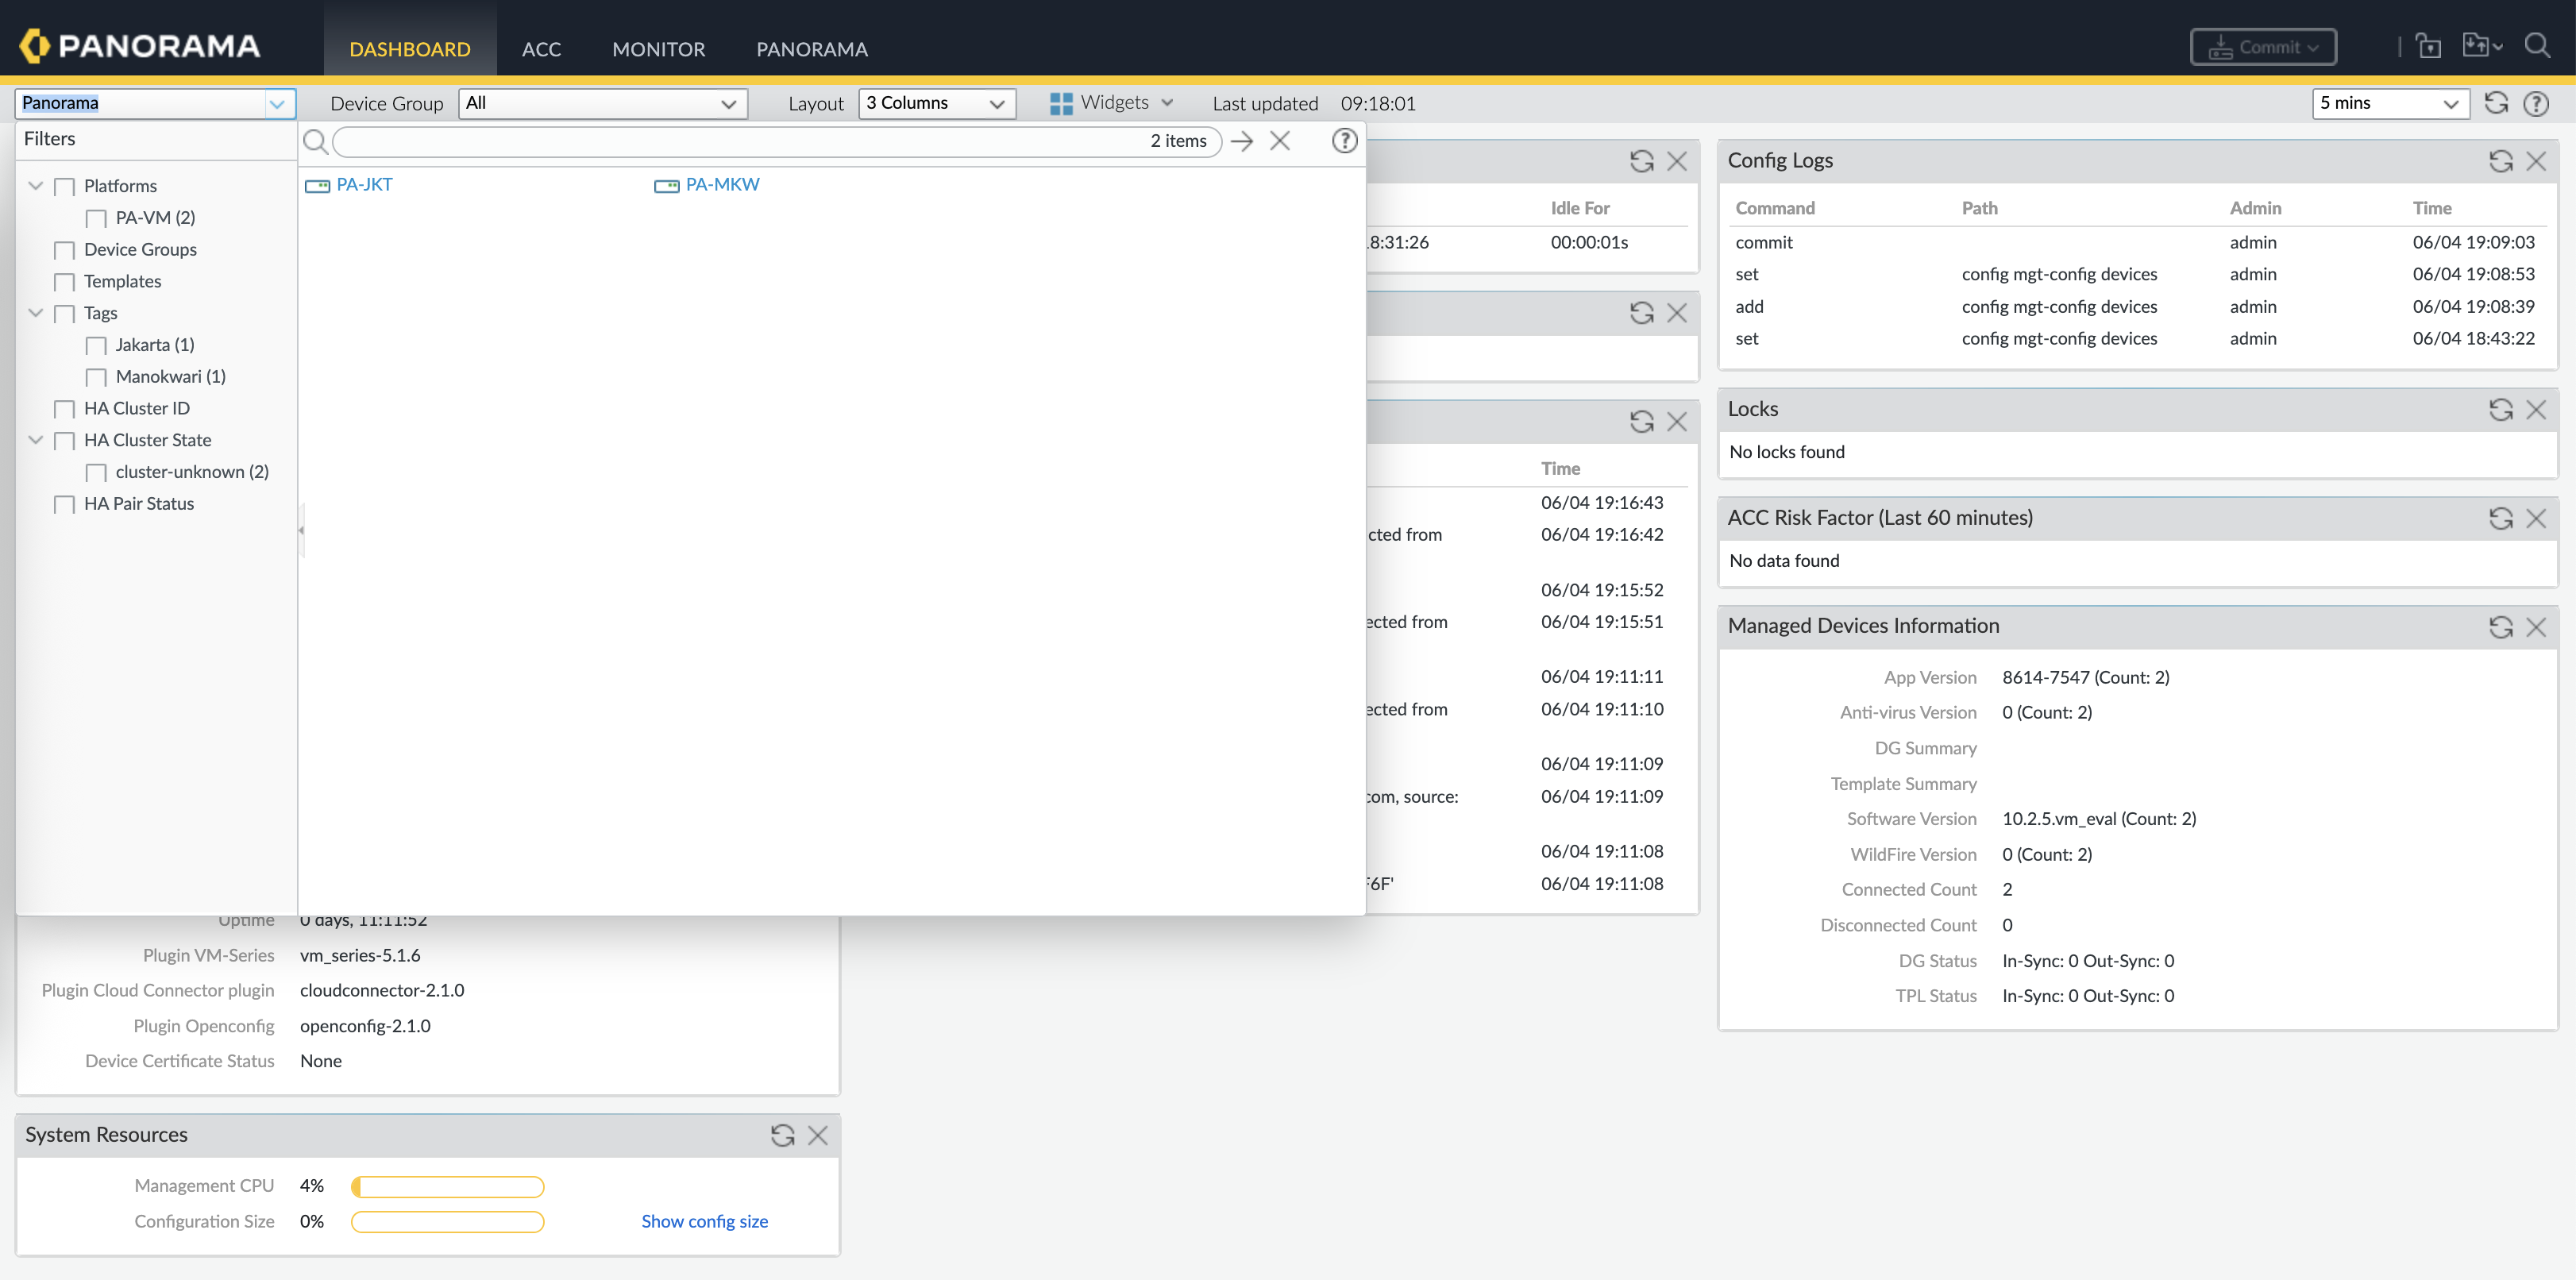 PANORAMA DASHBOARD ACC MONITOR PANORAMA Commit
Panorama Device Group All Layout 3 Columns Widgets Last updated 09:18:01 5 mins
Filters
2 items
Platforms
PA-VM (2)
Device Groups
Templates
Tags
Jakarta (1)
Manokwari (1)
HA Cluster ID
HA Cluster State
cluster-unknown (2)
HA Pair Status
PA-JKT PA-MKW
Uptime 0 days, 11:11:52
Plugin VM-Series vm_series-5.1.6
Plugin Cloud Connector plugin cloudconnector-2.1.0
Plugin Openconfig openconfig-2.1.0
Device Certificate Status None
System Resources
Management CPU 4%
Configuration Size 0% Show config size
Idle For
8:31:26 00:00:01s
Time
06/04 19:16:43
cted from 06/04 19:16:42
06/04 19:15:52
ected from 06/04 19:15:51
06/04 19:11:11
ected from 06/04 19:11:10
06/04 19:11:09
com, source: 06/04 19:11:09
06/04 19:11:08
F6F' 06/04 19:11:08
Config Logs
Command Path Admin Time
commit admin 06/04 19:09:03
set config mgt-config devices admin 06/04 19:08:53
add config mgt-config devices admin 06/04 19:08:39
set config mgt-config devices admin 06/04 18:43:22
Locks
No locks found
ACC Risk Factor (Last 60 minutes)
No data found
Managed Devices Information
App Version 8614-7547 (Count: 2)
Anti-virus Version 0 (Count: 2)
DG Summary
Template Summary
Software Version 10.2.5.vm_eval (Count: 2)
WildFire Version 0 (Count: 2)
Connected Count 2
Disconnected Count 0
DG Status In-Sync: 0 Out-Sync: 0
TPL Status In-Sync: 0 Out-Sync: 0